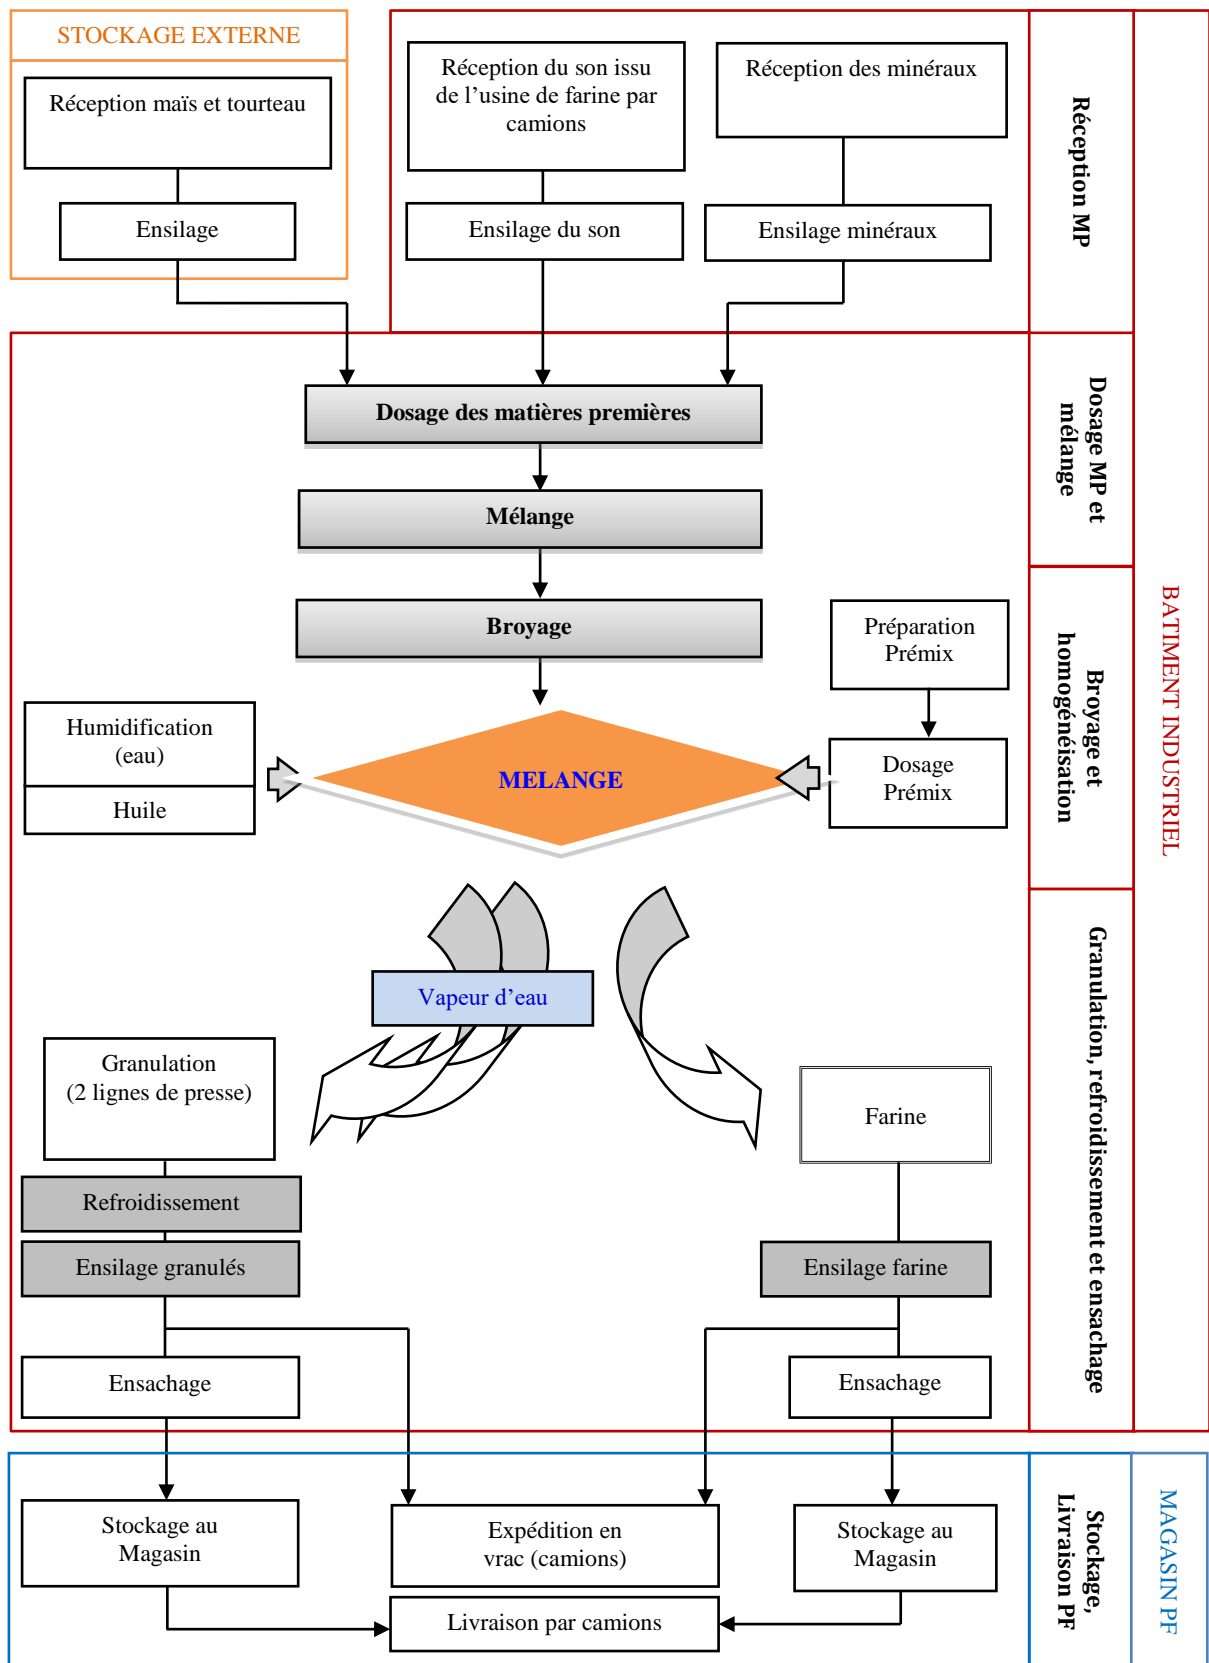 STOCKAGE EXTERNE
Réception maïs et tourteau
Ensilage
Réception du son issu
de l'usine de farine par
camions
Ensilage du son
Réception des minéraux
Ensilage minéraux
Réception MP
Dosage des matières premières
Mélange
Dosage MP et
mélange
Broyage
Préparation
Prémix
Humidification
(eau)
Huile
MELANGE
Dosage
Prémix
Broyage et
homogénéisation
BATIMENT INDUSTRIEL
Vapeur d'eau
Granulation
(2 lignes de presse)
Farine
Refroidissement
Ensilage granulés
Ensilage farine
Ensachage
Ensachage
Granulation, refroidissement et ensachage
Stockage au
Magasin
Expédition en
vrac (camions)
Stockage au
Magasin
Livraison par camions
Stockage,
Livraison PF
MAGASIN PF